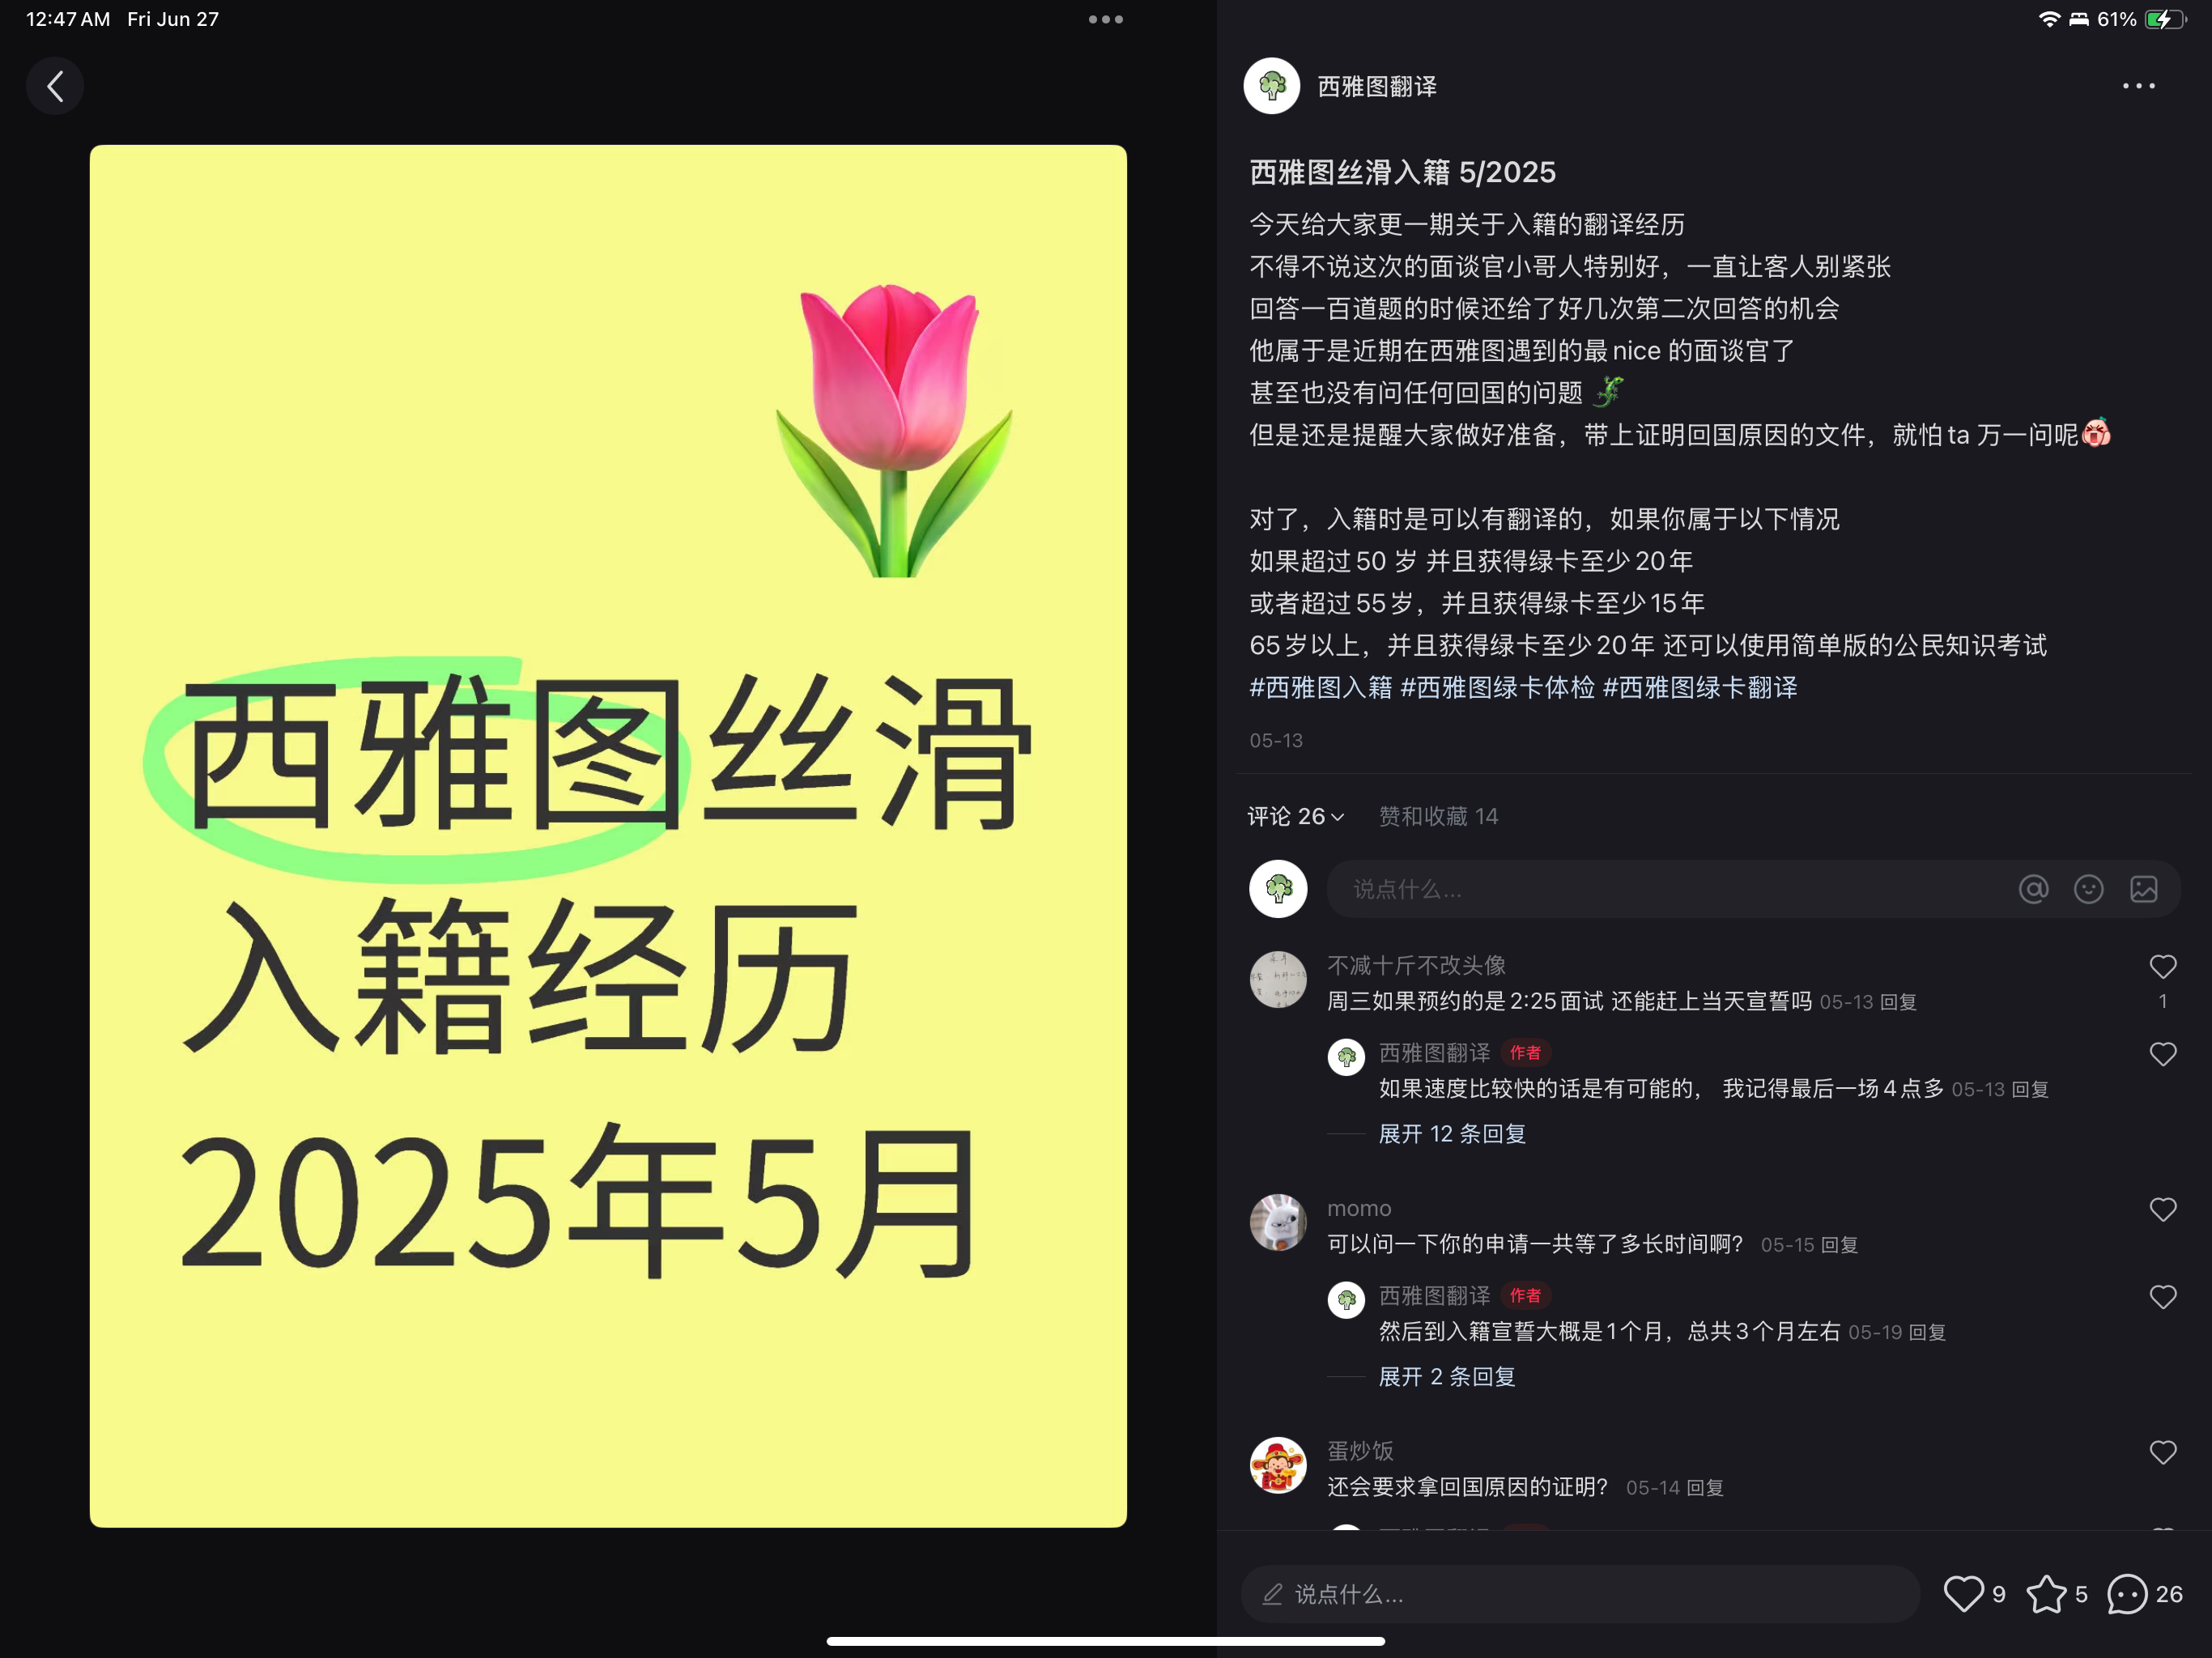 12:47 AM Fri Jun 27
61%
西雅图丝滑
入籍经历
2025年5月
西雅图翻译
西雅图丝滑入籍 5/2025
今天给大家更一期关于入籍的翻译经历
不得不说这次的面谈官小哥人特别好，一直让客人别紧张
回答一百道题的时候还给了好几次第二次回答的机会
他属于是近期在西雅图遇到的最 nice 的面谈官了
甚至也没有问任何回国的问题 🦎
但是还是提醒大家做好准备，带上证明回国原因的文件，就怕 ta 万一问呢
对了，入籍时是可以有翻译的，如果你属于以下情况
如果超过 50 岁 并且获得绿卡至少 20 年
或者超过 55 岁，并且获得绿卡至少 15 年
65 岁以上，并且获得绿卡至少 20 年 还可以使用简单版的公民知识考试
#西雅图入籍 #西雅图绿卡体检 #西雅图绿卡翻译
05-13
评论 26 赞和收藏 14
说点什么...
不减十斤不改头像
周三如果预约的是 2:25 面试 还能赶上当天宣誓吗 05-13 回复
1
西雅图翻译 作者
如果速度比较快的话是有可能的， 我记得最后一场 4 点多 05-13 回复
展开 12 条回复
momo
可以问一下你的申请一共等了多长时间啊？ 05-15 回复
西雅图翻译 作者
然后到入籍宣誓大概是 1 个月，总共 3 个月左右 05-19 回复
展开 2 条回复
蛋炒饭
还会要求拿回国原因的证明？ 05-14 回复
说点什么...
9 5 26